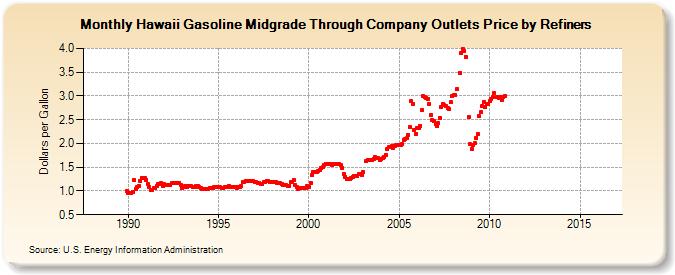 Monthly Hawaii Gasoline Midgrade Through Company Outlets Price by Refiners
Dollars per Gallon
4.0
3.5
3.0
2.5
2.0
1.5
1.0
0.5
1990 1995 2000 2005 2010 2015
Source: U.S. Energy Information Administration